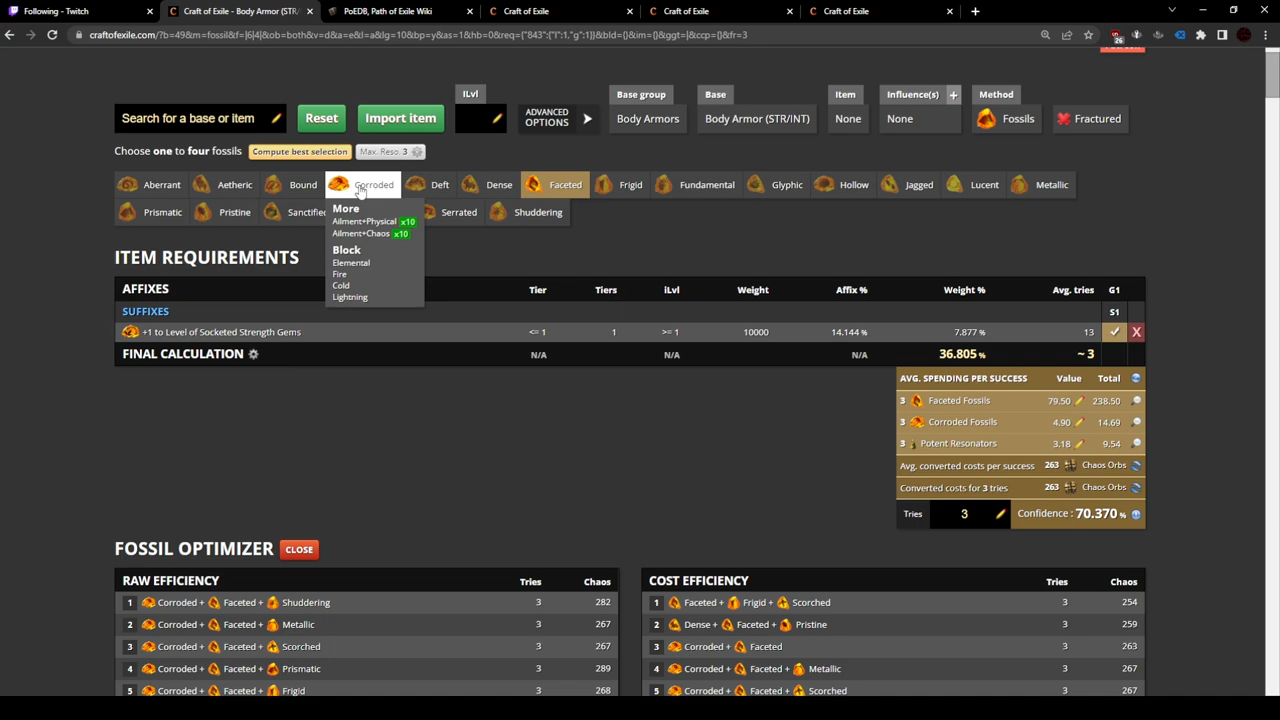 Following - Twitch
Craft of Exile - Body Armor (STR/
PoEDB, Path of Exile Wiki
Craft of Exile
Craft of Exile
Craft of Exile
craftofexile.com/?b=49&m=fossil&f=|6|4|&ob=both&v=d&a=e&l=a&lg=10&bp=y&as=1&hb=0&req={"843":{"l":1,"g":1}}&bld={}&im={}&ggt=|&ccp={}&fr=3
26
ILvl
Base group
Base
Item
Influence(s) +
Method
Search for a base or item
Reset
Import item
ADVANCED OPTIONS
Body Armors
Body Armor (STR/INT)
None
None
Fossils
Fractured
Choose one to four fossils
Compute best selection
Max. Reso. 3
Aberrant
Aetheric
Bound
Corroded
Deft
Dense
Faceted
Frigid
Fundamental
Glyphic
Hollow
Jagged
Lucent
Metallic
Prismatic
Pristine
Sanctified
Serrated
Shuddering
More
Ailment+Physical x10
Ailment+Chaos x10
Block
Elemental
Fire
Cold
Lightning
ITEM REQUIREMENTS
AFFIXES Tier Tiers iLvl Weight Affix % Weight % Avg. tries G1
SUFFIXES S1
+1 to Level of Socketed Strength Gems <= 1 1 >= 1 10000 14.144 % 7.877 % 13 X
FINAL CALCULATION N/A N/A N/A 36.805 % ~ 3
AVG. SPENDING PER SUCCESS Value Total
3 Faceted Fossils 79.50 238.50
3 Corroded Fossils 4.90 14.69
3 Potent Resonators 3.18 9.54
Avg. converted costs per success 263 Chaos Orbs
Converted costs for 3 tries 263 Chaos Orbs
Tries 3 Confidence : 70.370 %
FOSSIL OPTIMIZER CLOSE
RAW EFFICIENCY Tries Chaos
1 Corroded + Faceted + Shuddering 3 282
2 Corroded + Faceted + Metallic 3 267
3 Corroded + Faceted + Scorched 3 267
4 Corroded + Faceted + Prismatic 3 289
5 Corroded + Faceted + Frigid 3 268
COST EFFICIENCY Tries Chaos
1 Faceted + Frigid + Scorched 3 254
2 Dense + Faceted + Pristine 3 259
3 Corroded + Faceted 3 263
4 Corroded + Faceted + Metallic 3 267
5 Corroded + Faceted + Scorched 3 267